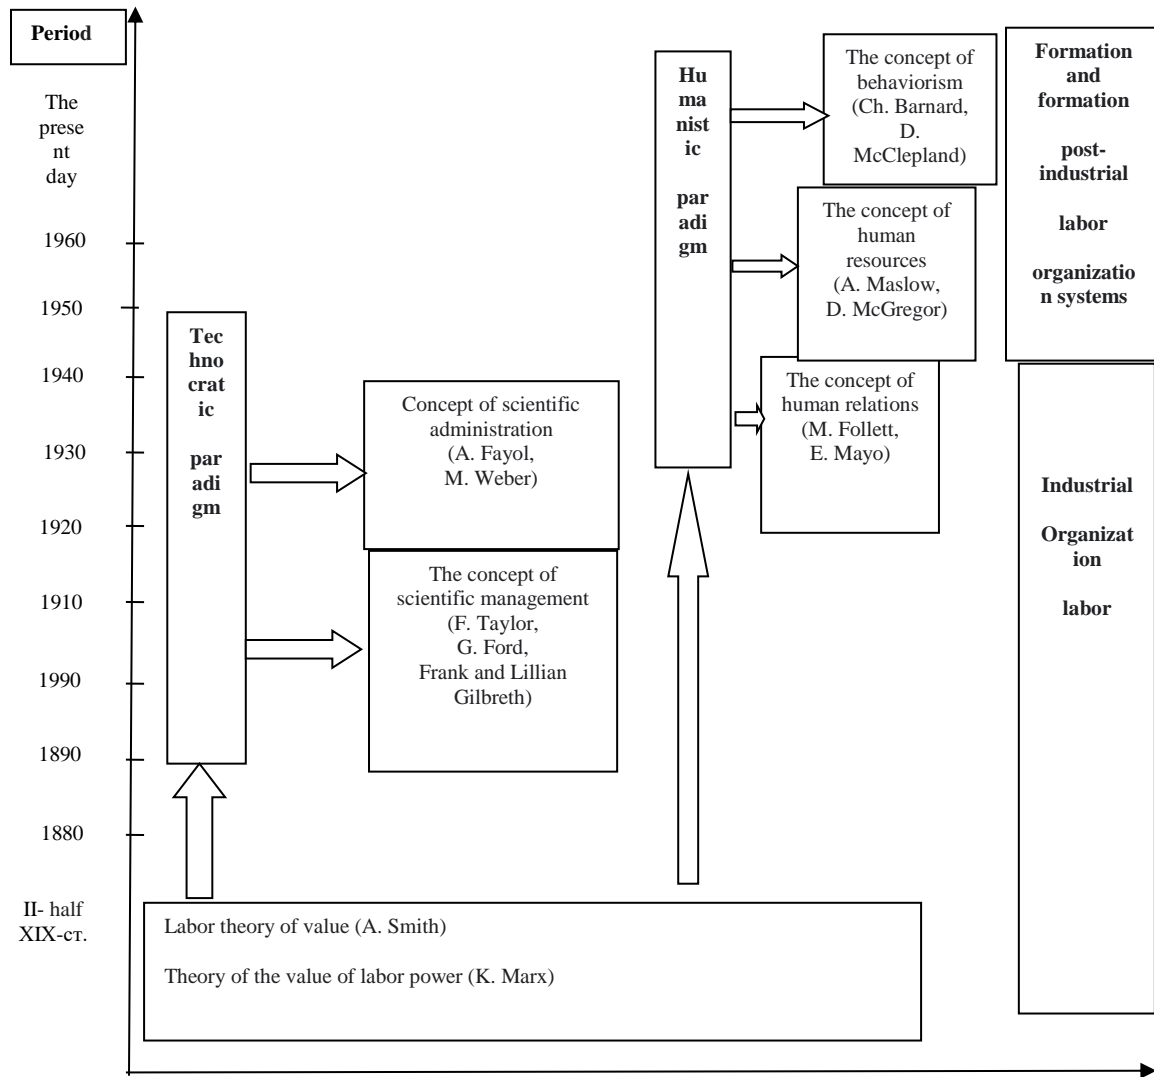 Period
The
prese
nt
day
1960
1950
1940
1930
1920
1910
1990
1890
1880
II- half
XIX-ст.
Tec
hno
crat
ic
par
adi
gm
Concept of scientific
administration
(A. Fayol,
M. Weber)
The concept of
scientific management
(F. Taylor,
G. Ford,
Frank and Lillian
Gilbreth)
Hu
ma
nist
ic
par
adi
gm
The concept of
behaviorism
(Ch. Barnard,
D.
McClepland)
The concept of
human
resources
(A. Maslow,
D. McGregor)
The concept of
human relations
(M. Follett,
E. Mayo)
Formation
and
formation
post-
industrial
labor
organizatio
n systems
Industrial
Organizat
ion
labor
Labor theory of value (A. Smith)
Theory of the value of labor power (K. Marx)